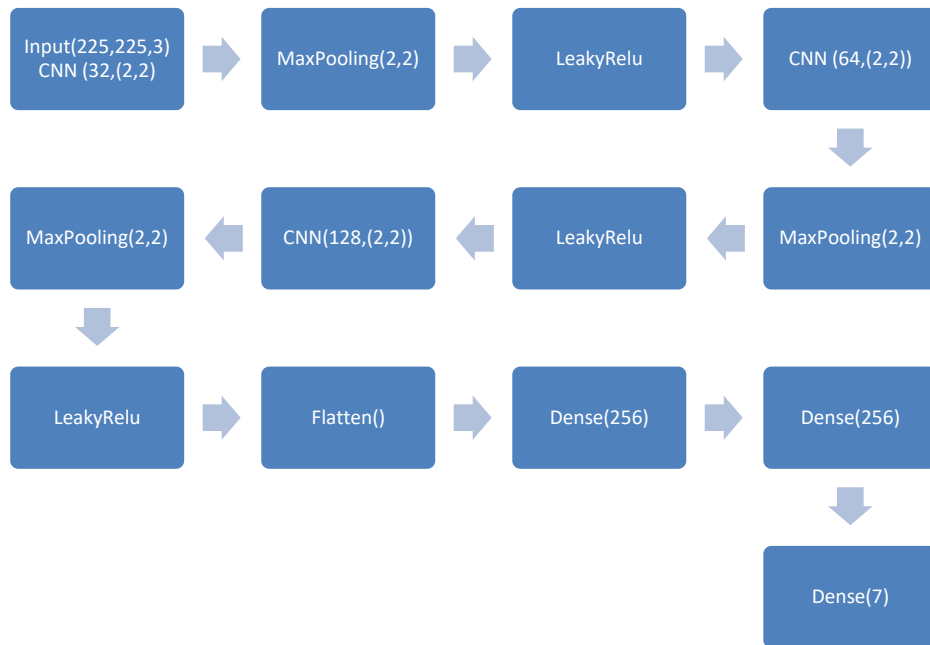 Input(225,225,3)
CNN (32,(2,2)
MaxPooling(2,2)
LeakyRelu
CNN (64,(2,2))
MaxPooling(2,2)
LeakyRelu
CNN(128,(2,2))
MaxPooling(2,2)
LeakyRelu
Flatten()
Dense(256)
Dense(256)
Dense(7)